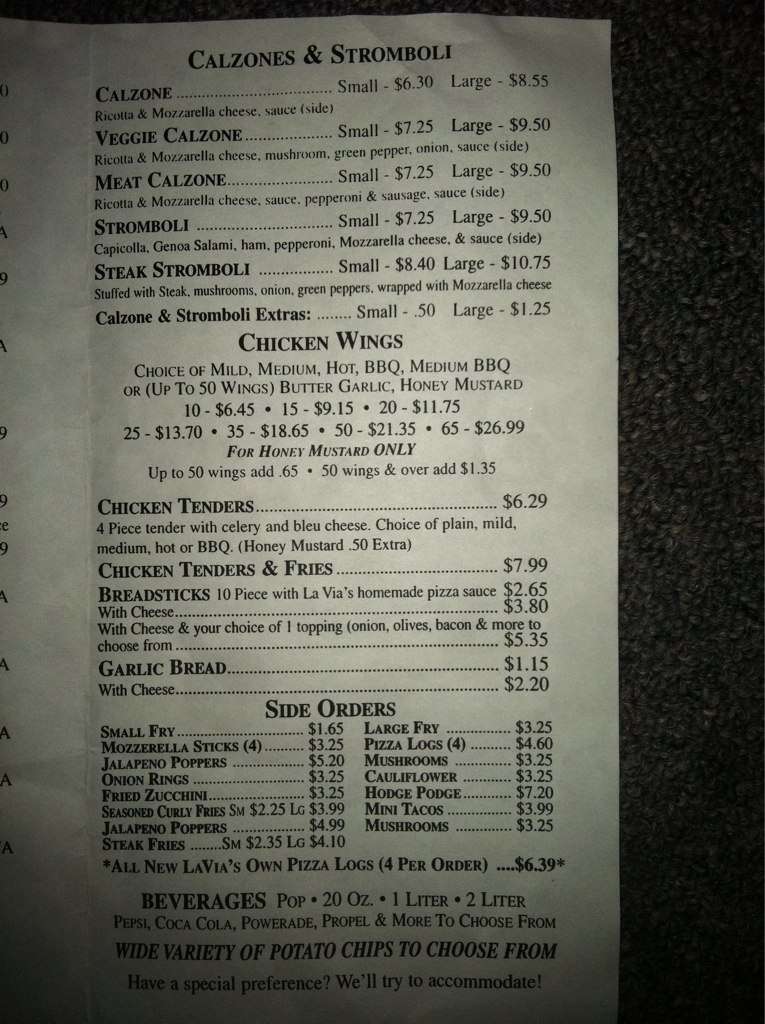 CALZONES & STROMBOLI
CALZONE ................................. Small - $6.30 Large - $8.55
Ricotta & Mozzarella cheese, sauce (side)
VEGGIE CALZONE.................. Small - $7.25 Large - $9.50
Ricotta & Mozzarella cheese, mushroom, green pepper, onion, sauce (side)
MEAT CALZONE...................... Small - $7.25 Large - $9.50
Ricotta & Mozzarella cheese, sauce, pepperoni & sausage, sauce (side)
STROMBOLI ............................. Small - $7.25 Large - $9.50
Capicolla, Genoa Salami, ham, pepperoni, Mozzarella cheese, & sauce (side)
STEAK STROMBOLI ................ Small - $8.40 Large - $10.75
Stuffed with Steak, mushrooms, onion, green peppers, wrapped with Mozzarella cheese
Calzone & Stromboli Extras: ........ Small - .50 Large - $1.25
CHICKEN WINGS
CHOICE OF MILD, MEDIUM, HOT, BBQ, MEDIUM BBQ
OR (UP TO 50 WINGS) BUTTER GARLIC, HONEY MUSTARD
10 - $6.45 • 15 - $9.15 • 20 - $11.75
25 - $13.70 • 35 - $18.65 • 50 - $21.35 • 65 - $26.99
FOR HONEY MUSTARD ONLY
Up to 50 wings add .65 • 50 wings & over add $1.35
CHICKEN TENDERS.................................................... $6.29
4 Piece tender with celery and bleu cheese. Choice of plain, mild,
medium, hot or BBQ. (Honey Mustard .50 Extra)
CHICKEN TENDERS & FRIES.................................. $7.99
BREADSTICKS 10 Piece with La Via's homemade pizza sauce $2.65
With Cheese..................................................................... $3.80
With Cheese & your choice of 1 topping (onion, olives, bacon & more to
choose from ..................................................................... $5.35
GARLIC BREAD.......................................................... $1.15
With Cheese..................................................................... $2.20
SIDE ORDERS
SMALL FRY............................ $1.65 LARGE FRY .............. $3.25
MOZZERELLA STICKS (4)......... $3.25 PIZZA LOGS (4) ......... $4.60
JALAPENO POPPERS ................ $5.20 MUSHROOMS ............ $3.25
ONION RINGS ........................ $3.25 CAULIFLOWER .......... $3.25
FRIED ZUCCHINI..................... $3.25 HODGE PODGE........... $7.20
SEASONED CURLY FRIES SM $2.25 LG $3.99 MINI TACOS .............. $3.99
JALAPENO POPPERS ................ $4.99 MUSHROOMS ............ $3.25
STEAK FRIES ........SM $2.35 LG $4.10
*ALL NEW LAVIA'S OWN PIZZA LOGS (4 PER ORDER) ....$6.39*
BEVERAGES POP • 20 OZ. • 1 LITER • 2 LITER
PEPSI, COCA COLA, POWERADE, PROPEL & MORE TO CHOOSE FROM
WIDE VARIETY OF POTATO CHIPS TO CHOOSE FROM
Have a special preference? We'll try to accommodate!